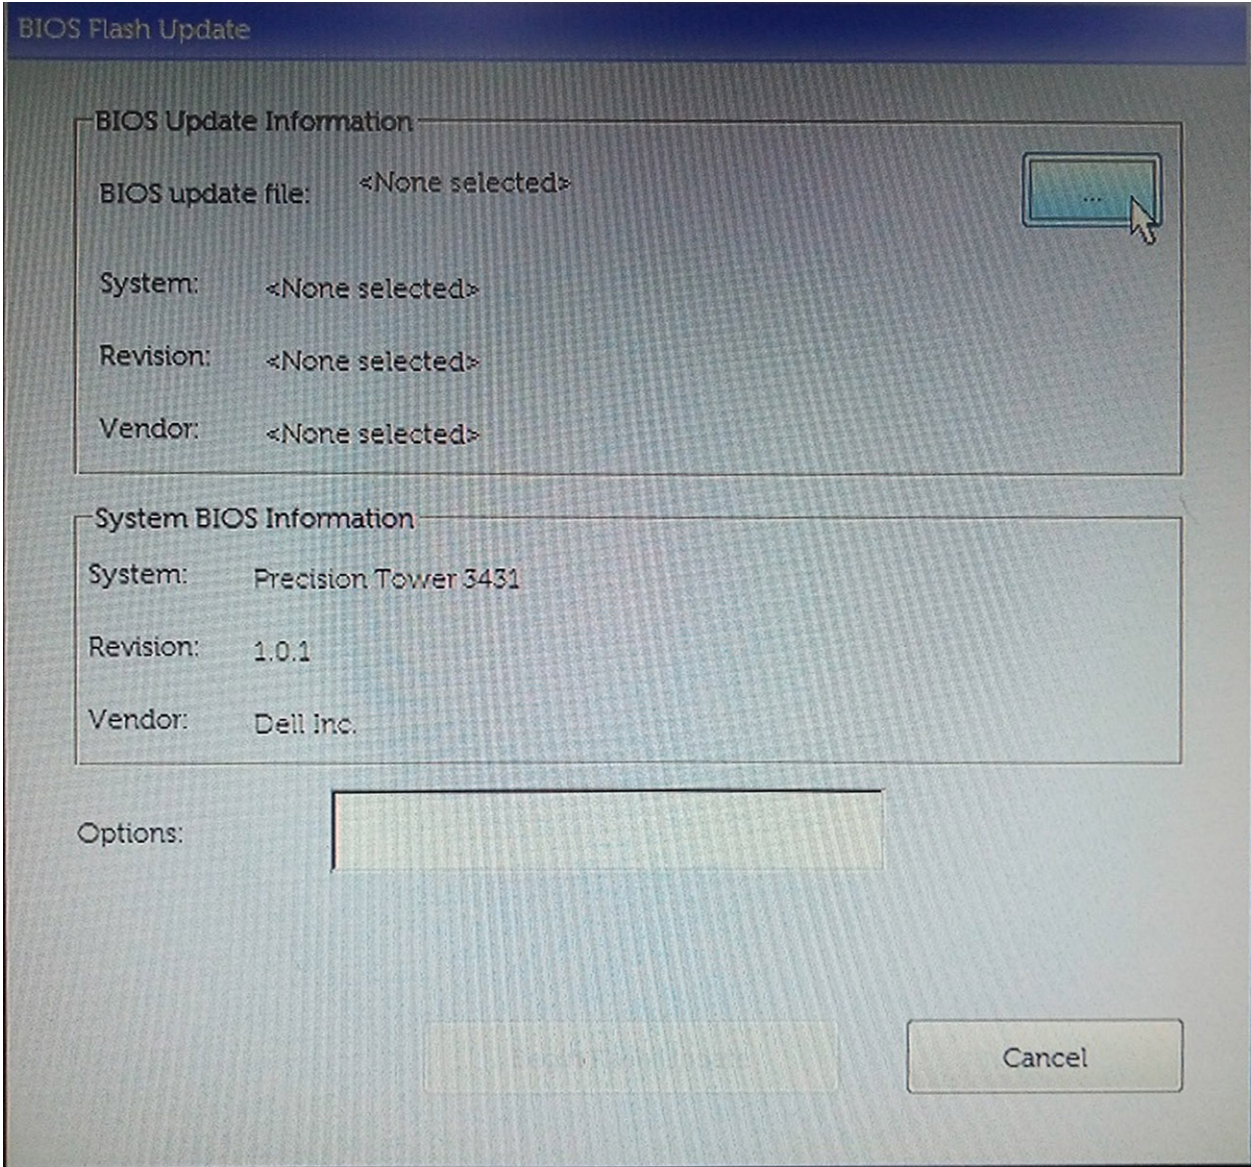 BIOS Flash Update
BIOS Update Information
BIOS update file: <None selected>
...
System: <None selected>
Revision: <None selected>
Vendor: <None selected>
System BIOS Information
System: Precision Tower 3431
Revision: 1.0.1
Vendor: Dell Inc.
Options:
Cancel